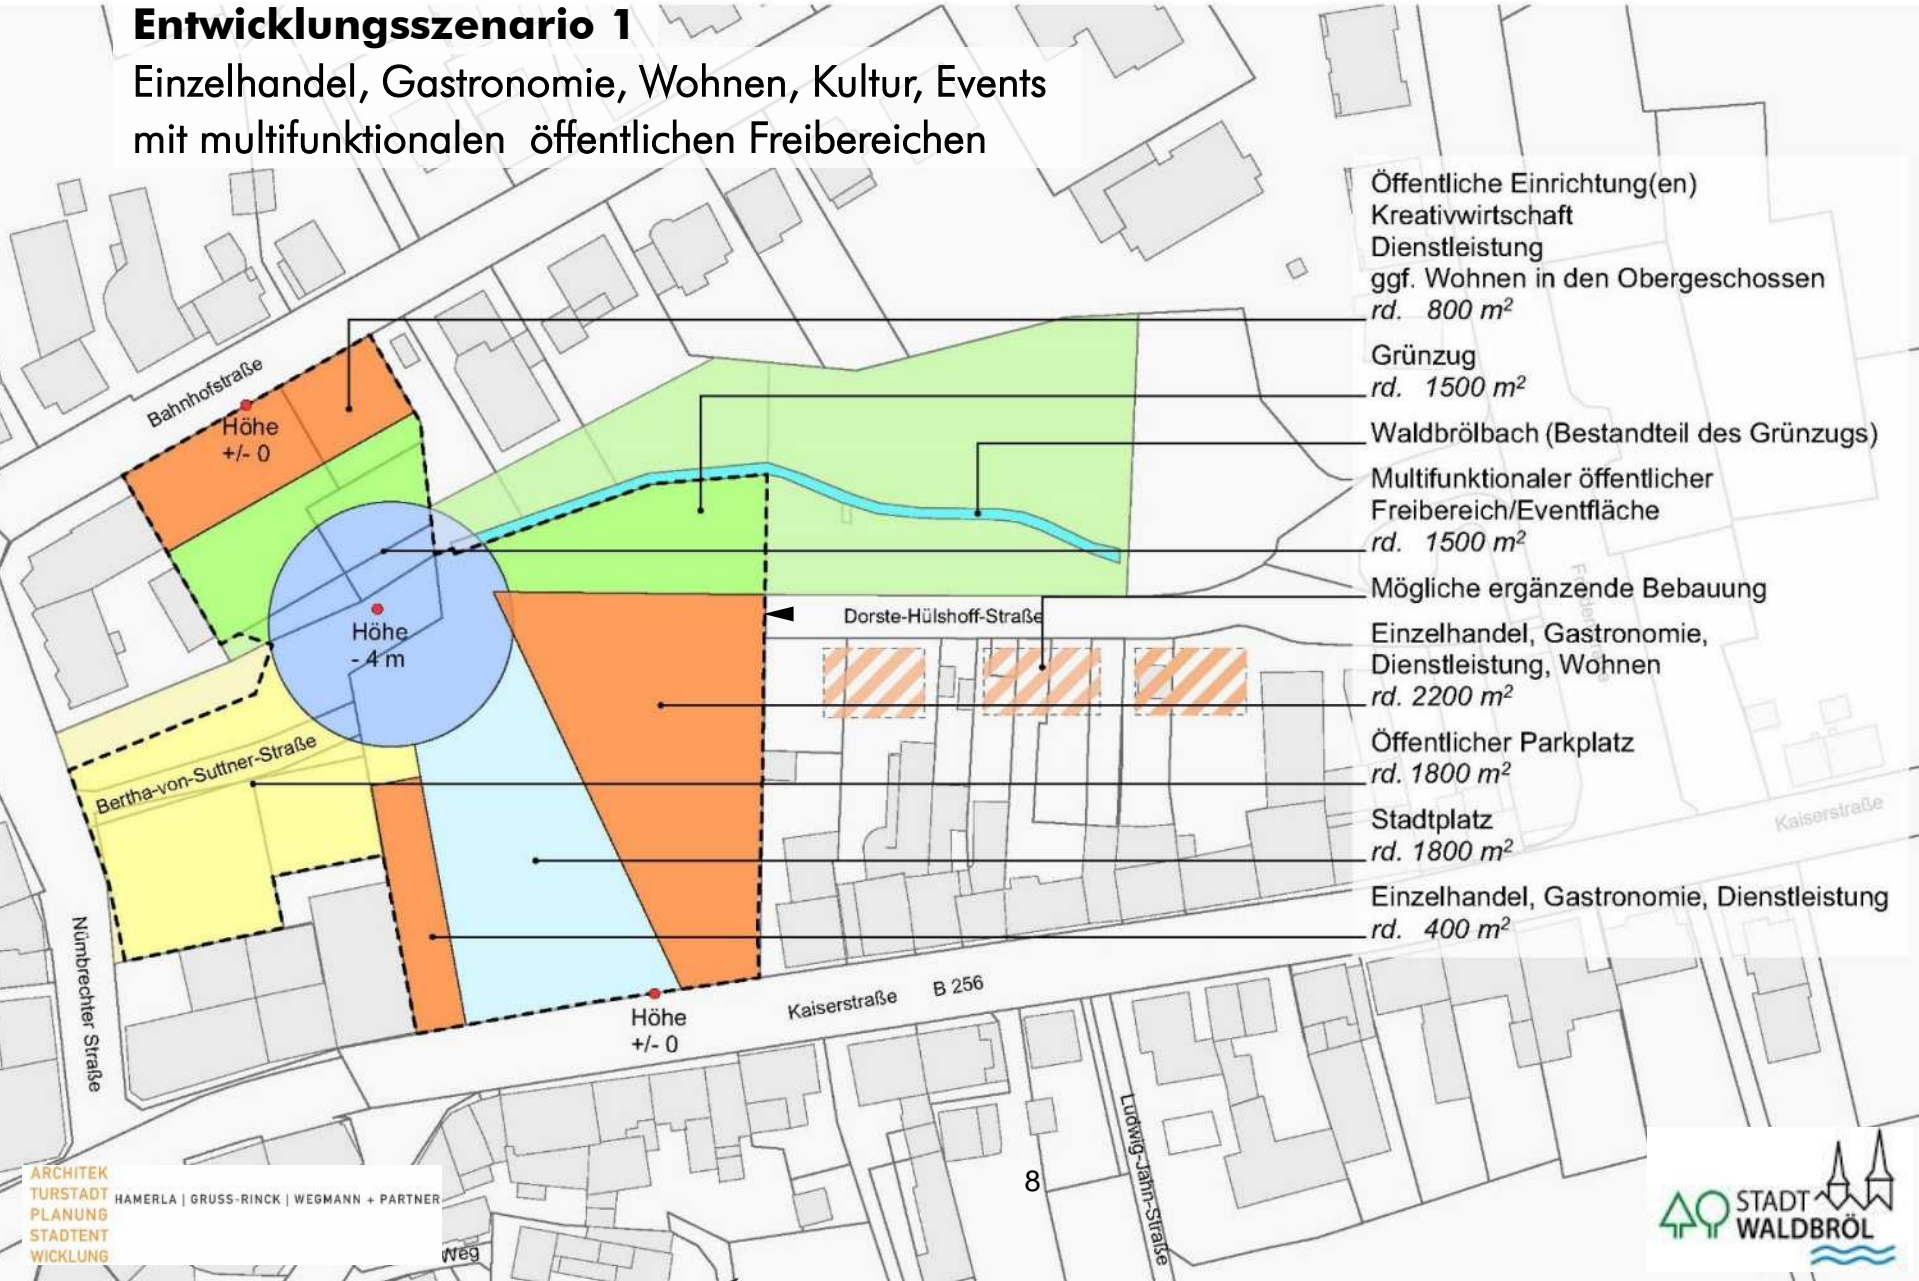 Entwicklungsszenario 1
Einzelhandel, Gastronomie, Wohnen, Kultur, Events
mit multifunktionalen öffentlichen Freibereichen
Öffentliche Einrichtung(en)
Kreativwirtschaft
Dienstleistung
ggf. Wohnen in den Obergeschossen
rd. 800 m²
Grünzug
rd. 1500 m²
Waldbrölbach (Bestandteil des Grünzugs)
Multifunktionaler öffentlicher
Freibereich/Eventfläche
rd. 1500 m²
Mögliche ergänzende Bebauung
Einzelhandel, Gastronomie,
Dienstleistung, Wohnen
rd. 2200 m²
Öffentlicher Parkplatz
rd. 1800 m²
Stadtplatz
rd. 1800 m²
Einzelhandel, Gastronomie, Dienstleistung
rd. 400 m²
Bahnhofstraße
Höhe
+/- 0
Höhe
- 4 m
Dorste-Hülshoff-Straße
Bertha-von-Suttner-Straße
Kaiserstraße
Nümbrechter Straße
Kaiserstraße B 256
Höhe
+/- 0
Ludwig-Jahn-Straße
Weg
8
ARCHITEK
TURSTADT
PLANUNG
STADTENT
WICKLUNG
HAMERLA | GRUSS-RINCK | WEGMANN + PARTNER
STADT
WALDBRÖL